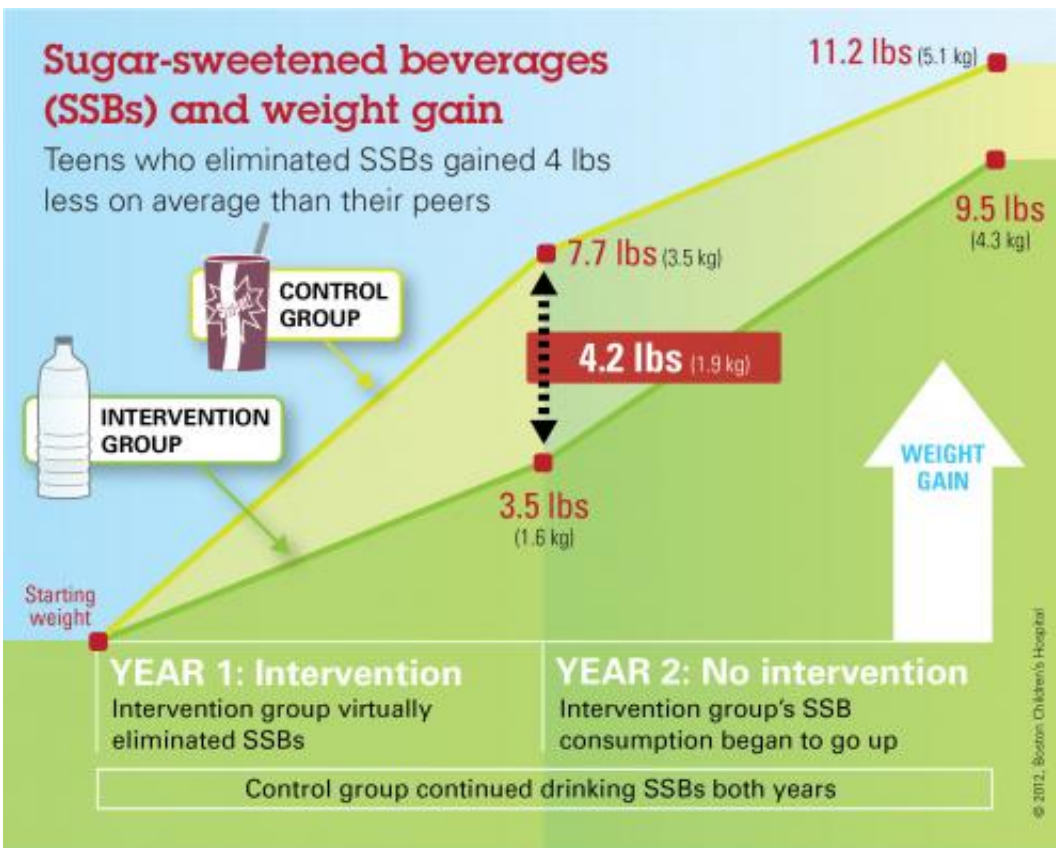 Sugar-sweetened beverages
(SSBs) and weight gain
Teens who eliminated SSBs gained 4 lbs
less on average than their peers
11.2 lbs (5.1 kg)
9.5 lbs
(4.3 kg)
7.7 lbs (3.5 kg)
CONTROL
GROUP
4.2 lbs (1.9 kg)
INTERVENTION
GROUP
WEIGHT
GAIN
3.5 lbs
(1.6 kg)
Starting
weight
YEAR 1: Intervention
Intervention group virtually
eliminated SSBs
YEAR 2: No intervention
Intervention group's SSB
consumption began to go up
Control group continued drinking SSBs both years
© 2012, Boston Children's Hospital